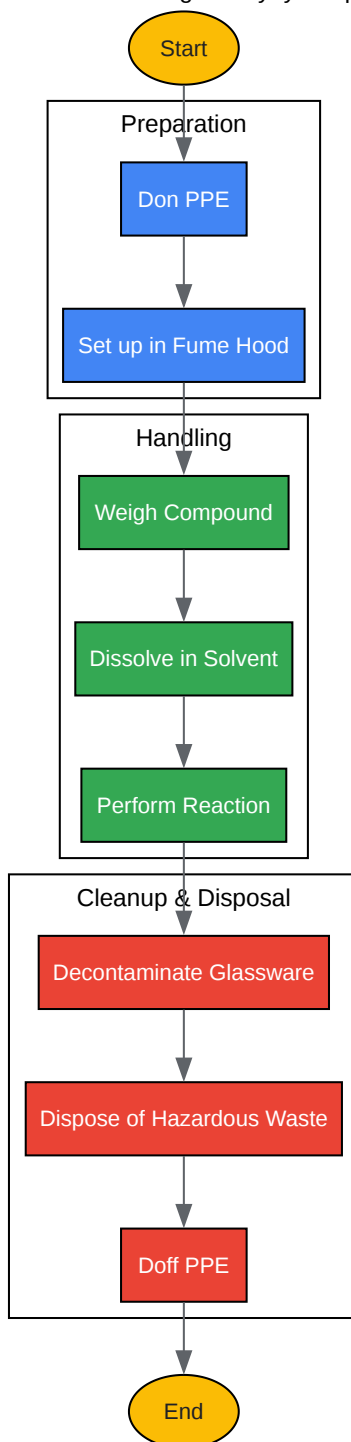 Start
Preparation
Don PPE
Set up in Fume Hood
Handling
Weigh Compound
Dissolve in Solvent
Perform Reaction
Cleanup & Disposal
Decontaminate Glassware
Dispose of Hazardous Waste
Doff PPE
End